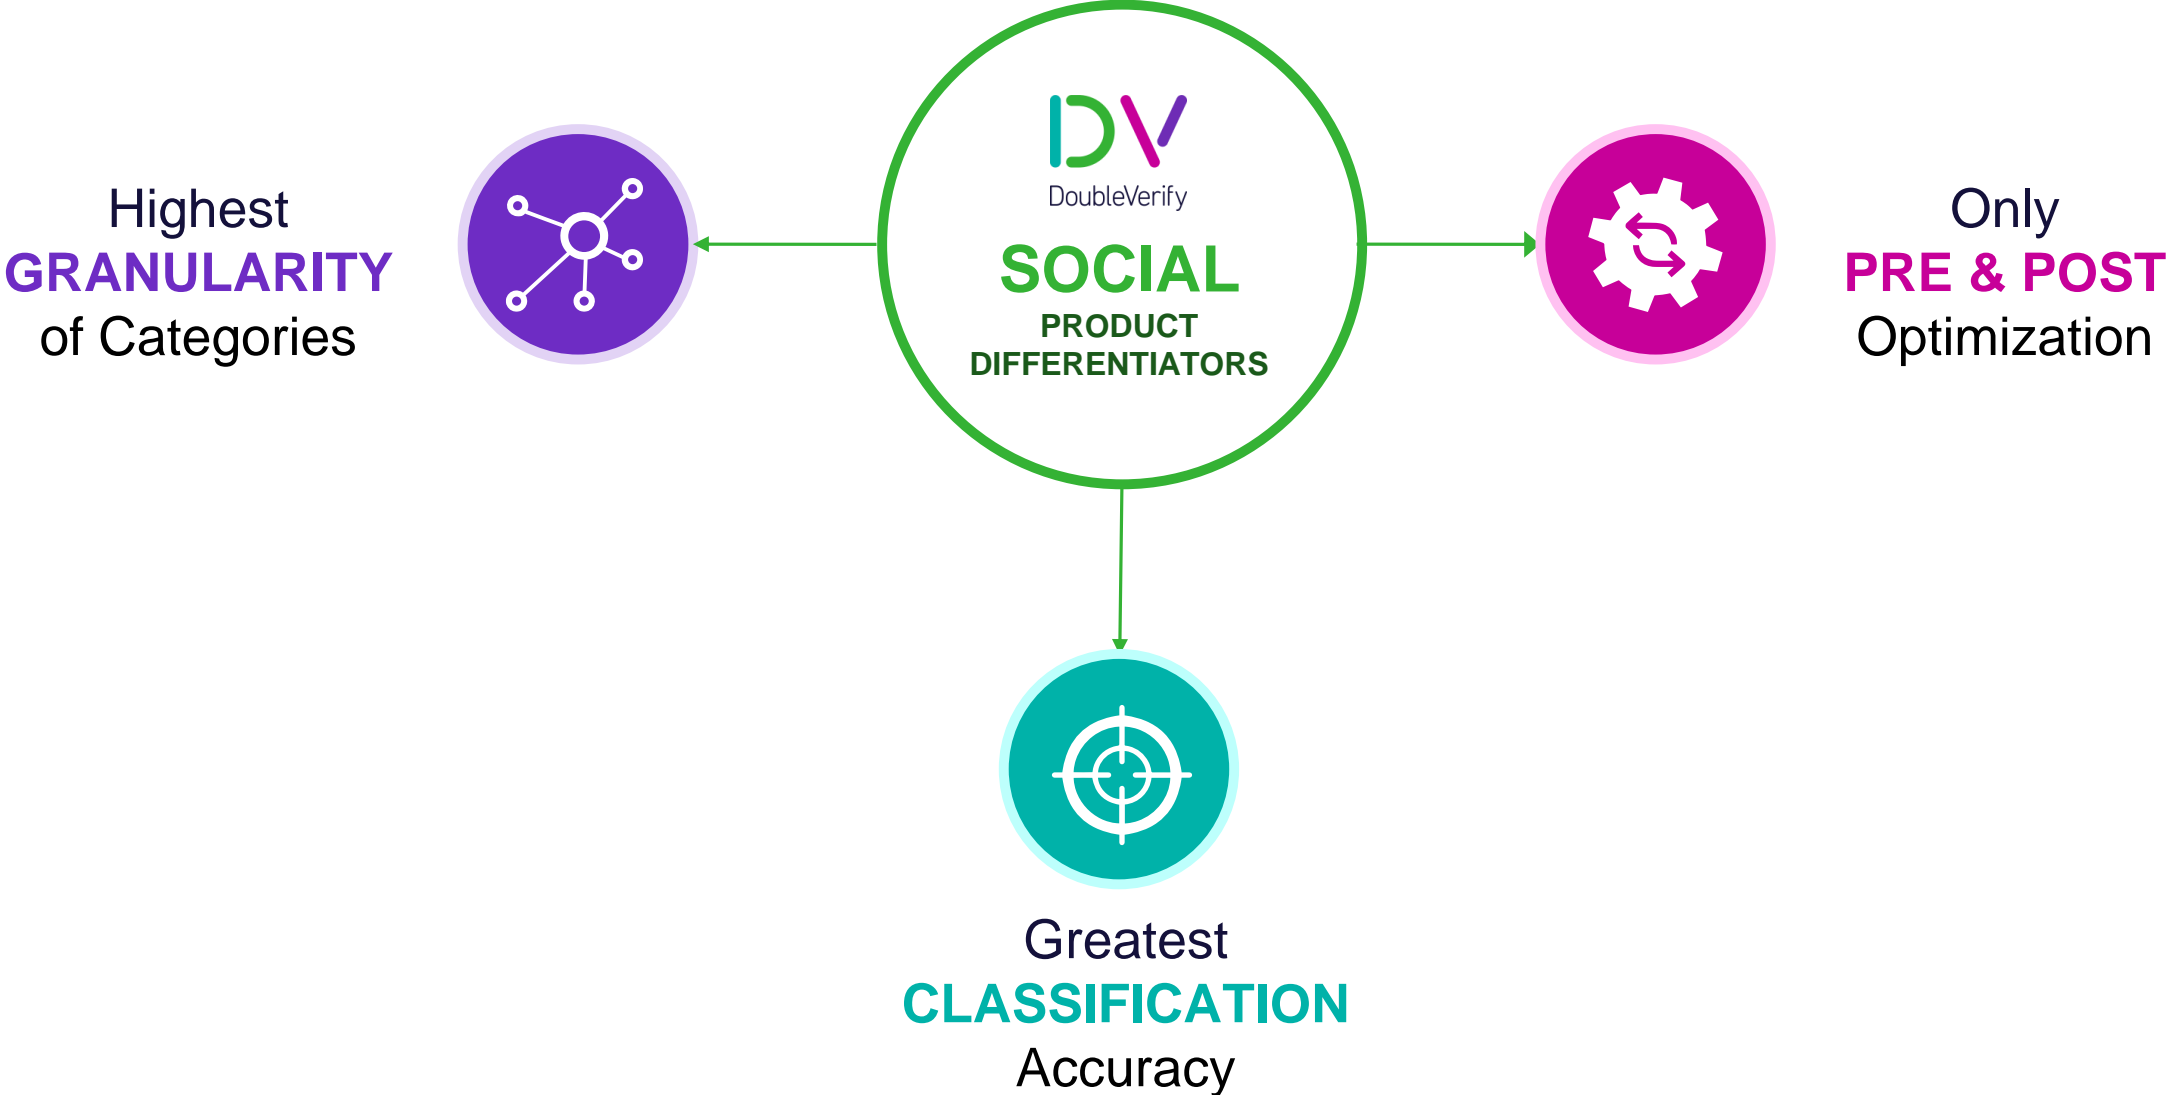 DV
DoubleVerify
SOCIAL
PRODUCT
DIFFERENTIATORS
Highest
GRANULARITY
of Categories
Only
PRE & POST
Optimization
Greatest
CLASSIFICATION
Accuracy